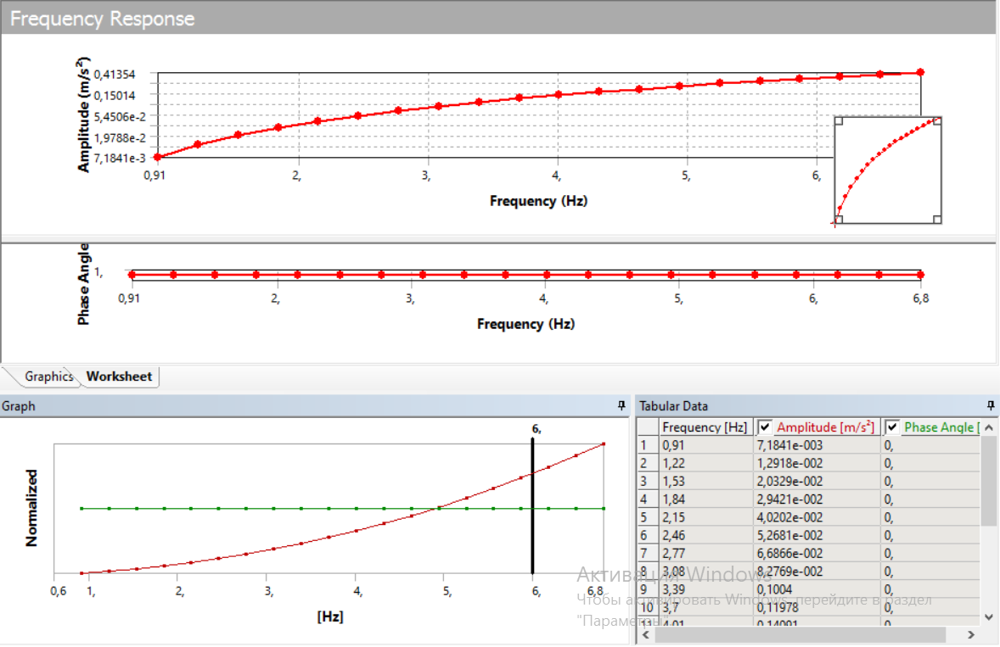 Frequency Response
Amplitude (m/s²)
0,41354
0,15014
5,4506e-2
1,9788e-2
7,1841e-3
0,91 2, 3, 4, 5, 6,
Frequency (Hz)
Phase Angle
1,
0,91 2, 3, 4, 5, 6, 6,8
Frequency (Hz)
Graphics Worksheet
Graph
6,
Normalized
0,6 1, 2, 3, 4, 5, 6, 6,8
[Hz]
Tabular Data
Frequency [Hz] Amplitude [m/s²] Phase Angle [
1 0,91 7,1841e-003 0,
2 1,22 1,2918e-002 0,
3 1,53 2,0329e-002 0,
4 1,84 2,9421e-002 0,
5 2,15 4,0202e-002 0,
6 2,46 5,2681e-002 0,
7 2,77 6,6866e-002 0,
8 3,08 8,2769e-002 0,
9 3,39 0,1004 0,
10 3,7 0,11978 0,
11 4,01 0,14091 0,
Активация Windows
Чтобы активировать Windows, перейдите в раздел
"Параметры".